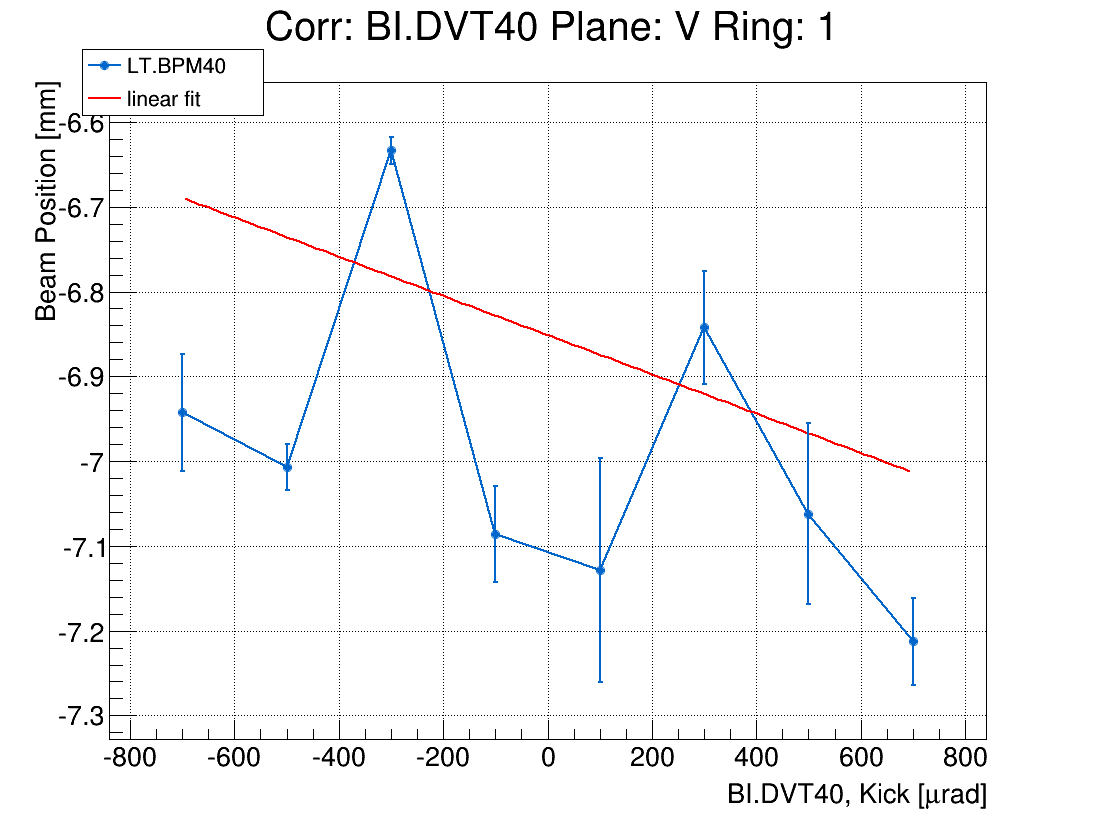 Corr: BI.DVT40 Plane: V Ring: 1
LT.BPM40
linear fit
Beam Position [mm]
-6.6
-6.7
-6.8
-6.9
-7
-7.1
-7.2
-7.3
-800 -600 -400 -200 0 200 400 600 800
BI.DVT40, Kick [μrad]